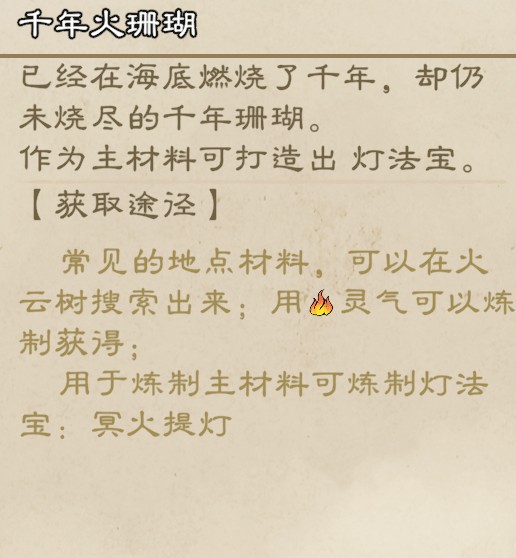 千年火珊瑚
已经在海底燃烧了千年，却仍
未烧尽的千年珊瑚。
作为主材料可打造出 灯法宝。
【获取途径】
常见的地点材料，可以在火
云树搜索出来；用灵气可以炼
制获得；
用于炼制主材料可炼制灯法
宝：冥火提灯